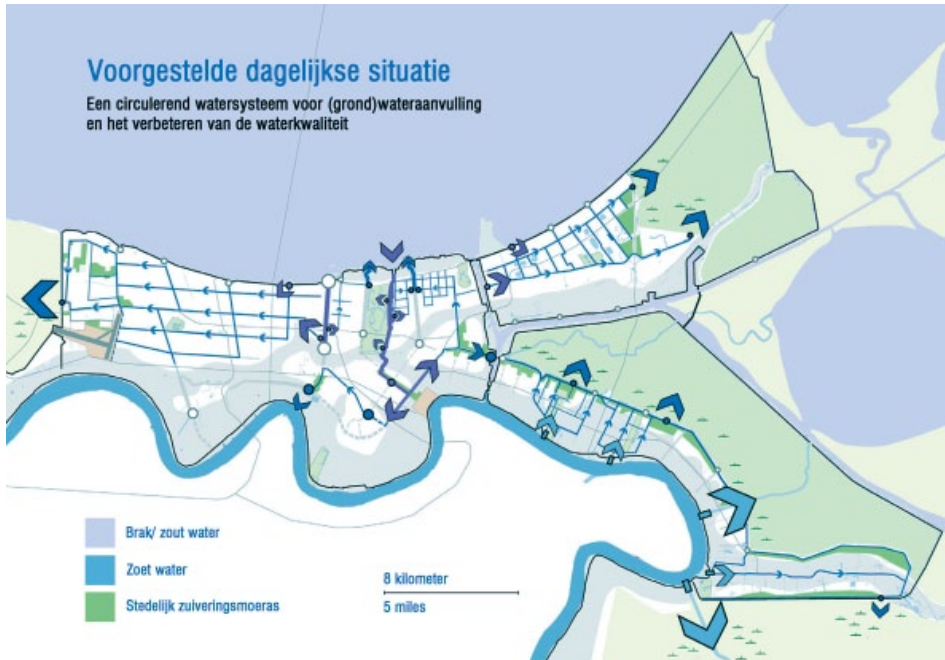 Voorgestelde dagelijkse situatie
Een circulerend watersysteem voor (grond)wateraanvulling
en het verbeteren van de waterkwaliteit
Brak/ zout water
Zoet water
Stedelijk zuiveringsmoeras
8 kilometer
5 miles